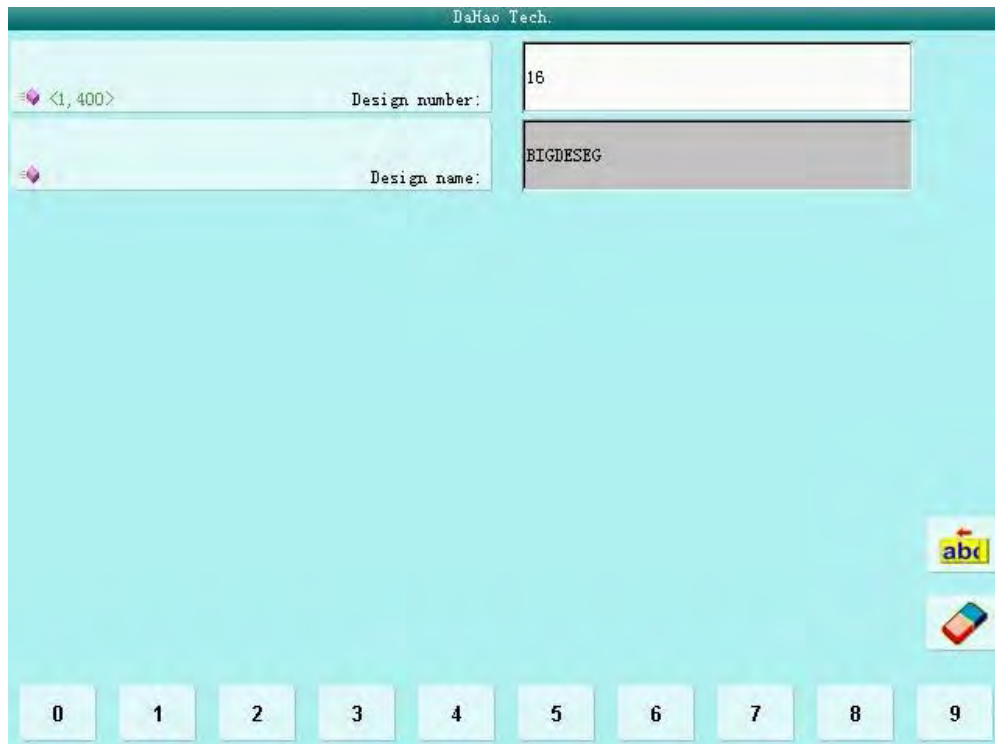 DaHao Tech.
<1,400> Design number: 16
Design name: BIGDESEG
abc
0 1 2 3 4 5 6 7 8 9